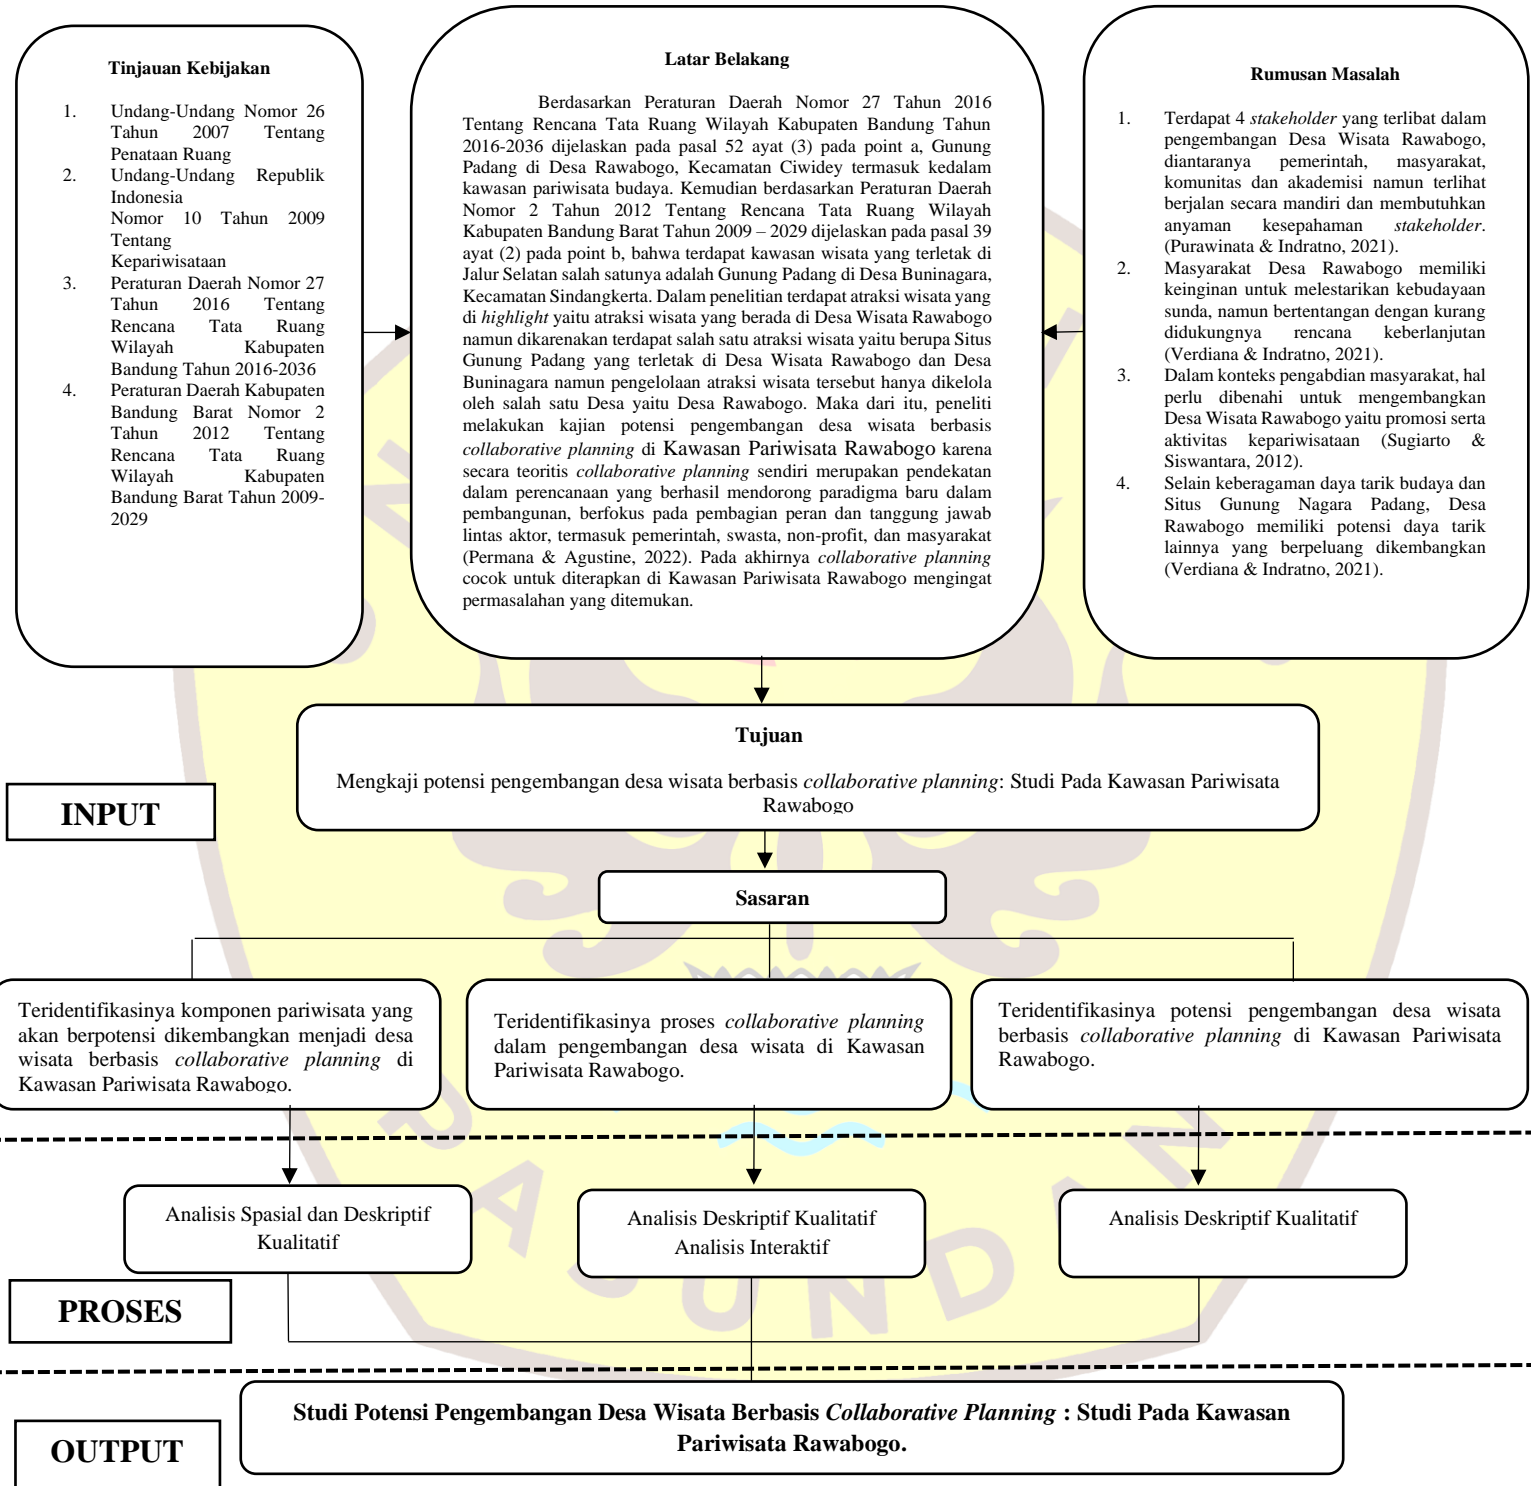 Tinjauan Kebijakan
1. Undang-Undang Nomor 26
Tahun 2007 Tentang
Penataan Ruang
2. Undang-Undang Republik
Indonesia
Nomor 10 Tahun 2009
Tentang
Kepariwisataan
3. Peraturan Daerah Nomor 27
Tahun 2016 Tentang
Rencana Tata Ruang
Wilayah Kabupaten
Bandung Tahun 2016-2036
4. Peraturan Daerah Kabupaten
Bandung Barat Nomor 2
Tahun 2012 Tentang
Rencana Tata Ruang
Wilayah Kabupaten
Bandung Barat Tahun 2009-
2029
Latar Belakang
Berdasarkan Peraturan Daerah Nomor 27 Tahun 2016
Tentang Rencana Tata Ruang Wilayah Kabupaten Bandung Tahun
2016-2036 dijelaskan pada pasal 52 ayat (3) pada point a, Gunung
Padang di Desa Rawabogo, Kecamatan Ciwidey termasuk kedalam
kawasan pariwisata budaya. Kemudian berdasarkan Peraturan Daerah
Nomor 2 Tahun 2012 Tentang Rencana Tata Ruang Wilayah
Kabupaten Bandung Barat Tahun 2009 – 2029 dijelaskan pada pasal 39
ayat (2) pada point b, bahwa terdapat kawasan wisata yang terletak di
Jalur Selatan salah satunya adalah Gunung Padang di Desa Buninagara,
Kecamatan Sindangkerta. Dalam penelitian terdapat atraksi wisata yang
di highlight yaitu atraksi wisata yang berada di Desa Wisata Rawabogo
namun dikarenakan terdapat salah satu atraksi wisata yaitu berupa Situs
Gunung Padang yang terletak di Desa Wisata Rawabogo dan Desa
Buninagara namun pengelolaan atraksi wisata tersebut hanya dikelola
oleh salah satu Desa yaitu Desa Rawabogo. Maka dari itu, peneliti
melakukan kajian potensi pengembangan desa wisata berbasis
collaborative planning di Kawasan Pariwisata Rawabogo karena
secara teoritis collaborative planning sendiri merupakan pendekatan
dalam perencanaan yang berhasil mendorong paradigma baru dalam
pembangunan, berfokus pada pembagian peran dan tanggung jawab
lintas aktor, termasuk pemerintah, swasta, non-profit, dan masyarakat
(Permana & Agustine, 2022). Pada akhirnya collaborative planning
cocok untuk diterapkan di Kawasan Pariwisata Rawabogo mengingat
permasalahan yang ditemukan.
Rumusan Masalah
1. Terdapat 4 stakeholder yang terlibat dalam
pengembangan Desa Wisata Rawabogo,
diantaranya pemerintah, masyarakat,
komunitas dan akademisi namun terlihat
berjalan secara mandiri dan membutuhkan
anyaman kesepahaman stakeholder.
(Purawinata & Indratno, 2021).
2. Masyarakat Desa Rawabogo memiliki
keinginan untuk melestarikan kebudayaan
sunda, namun bertentangan dengan kurang
didukungnya rencana keberlanjutan
(Verdiana & Indratno, 2021).
3. Dalam konteks pengabdian masyarakat, hal
perlu dibenahi untuk mengembangkan
Desa Wisata Rawabogo yaitu promosi serta
aktivitas kepariwisataan (Sugiarto &
Siswantara, 2012).
4. Selain keberagaman daya tarik budaya dan
Situs Gunung Nagara Padang, Desa
Rawabogo memiliki potensi daya tarik
lainnya yang berpeluang dikembangkan
(Verdiana & Indratno, 2021).
Tujuan
Mengkaji potensi pengembangan desa wisata berbasis collaborative planning: Studi Pada Kawasan Pariwisata
Rawabogo
INPUT
Sasaran
Teridentifikasinya komponen pariwisata yang
akan berpotensi dikembangkan menjadi desa
wisata berbasis collaborative planning di
Kawasan Pariwisata Rawabogo.
Teridentifikasinya proses collaborative planning
dalam pengembangan desa wisata di Kawasan
Pariwisata Rawabogo.
Teridentifikasinya potensi pengembangan desa wisata
berbasis collaborative planning di Kawasan Pariwisata
Rawabogo.
Analisis Spasial dan Deskriptif
Kualitatif
Analisis Deskriptif Kualitatif
Analisis Interaktif
Analisis Deskriptif Kualitatif
PROSES
PASUNDAN
Studi Potensi Pengembangan Desa Wisata Berbasis Collaborative Planning : Studi Pada Kawasan
Pariwisata Rawabogo.
OUTPUT